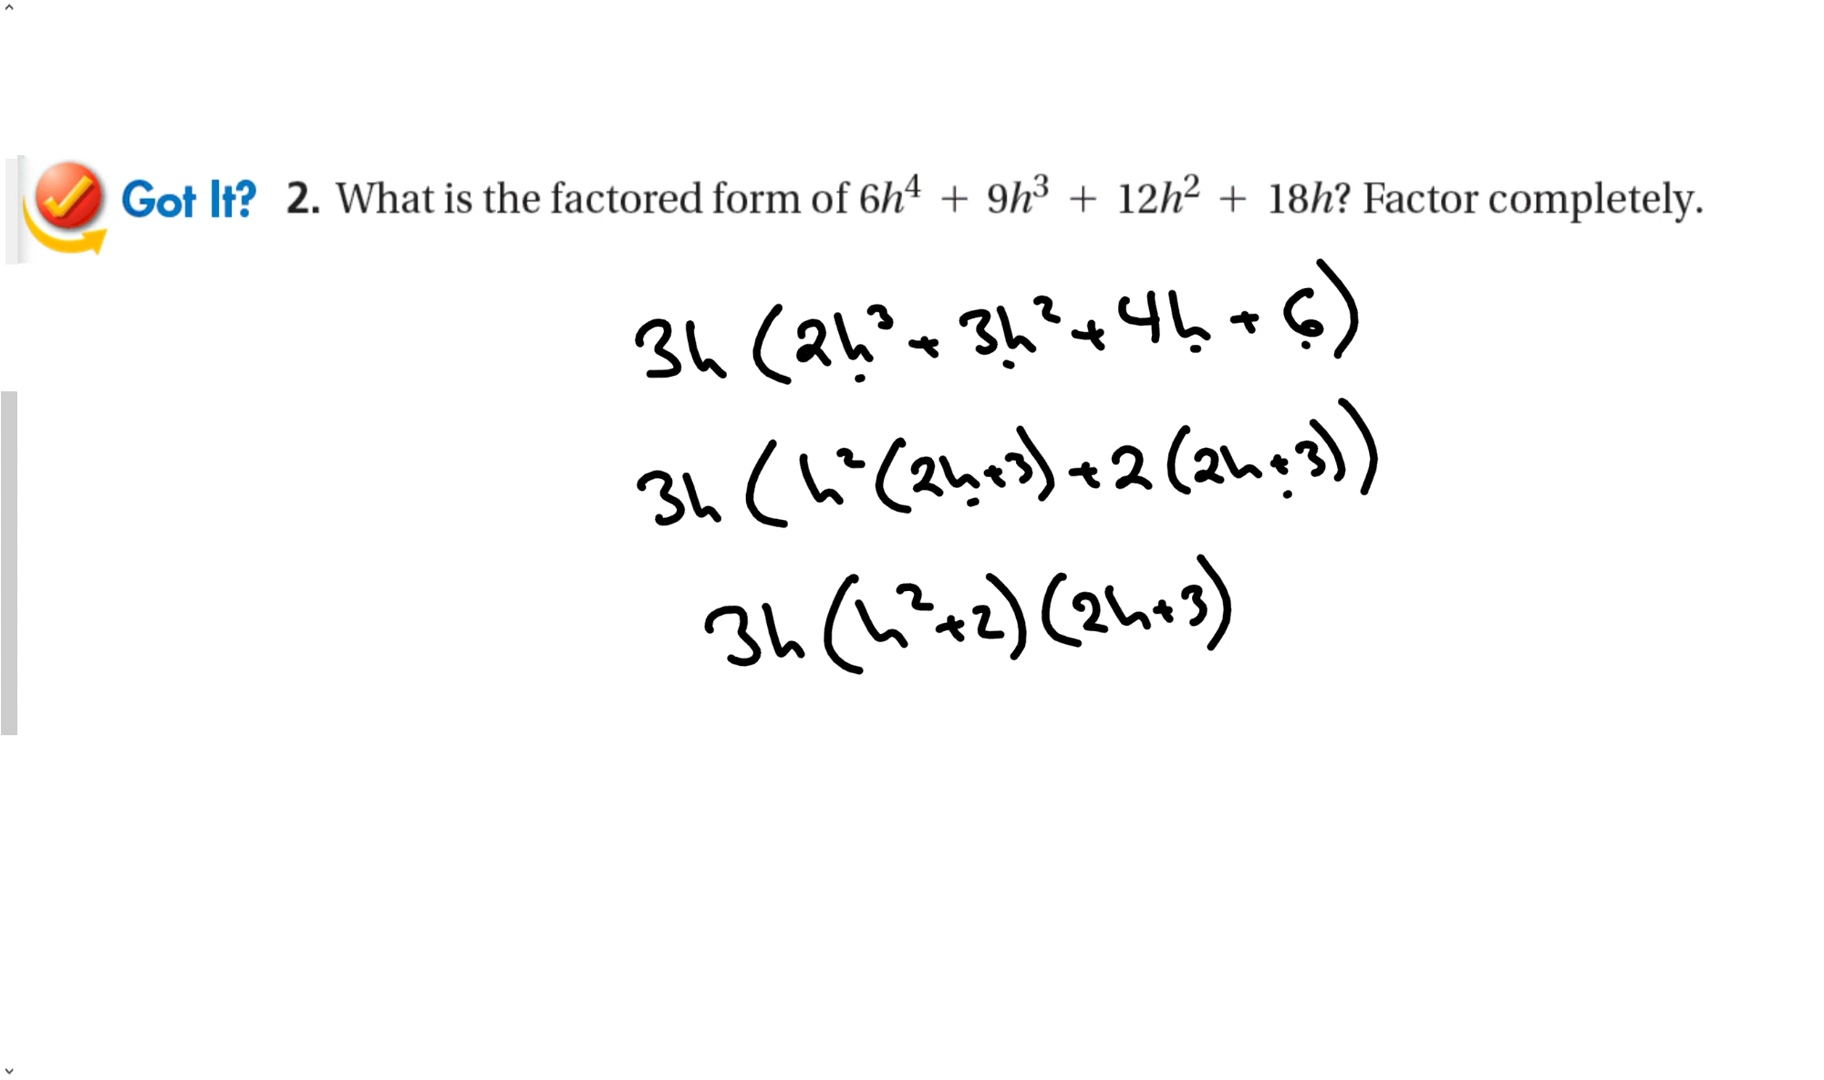 Got It? 2. What is the factored form of 6h⁴ + 9h³ + 12h² + 18h? Factor completely.
3h (2h³ + 3h² + 4h + 6)
3h (h²(2h+3) + 2(2h+3))
3h (h²+2)(2h+3)